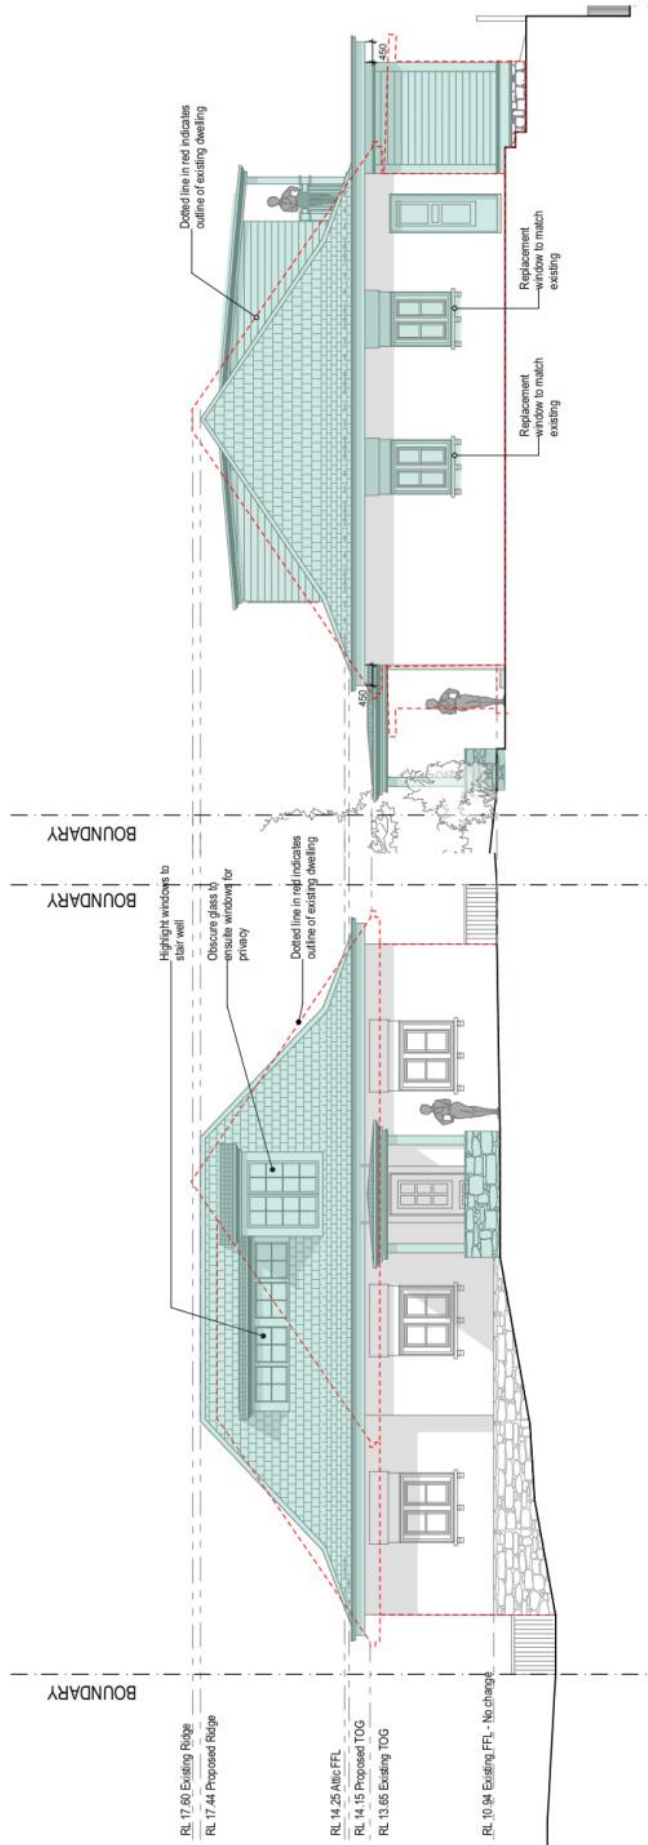 RL 17.60 Existing Ridge
RL 17.44 Proposed Ridge
RL 14.25 Attic FFL
RL 14.15 Proposed TOG
RL 13.65 Existing TOG
RL 10.94 Existing FFL - No change
BOUNDARY
Highlight windows to
stair well
Obscure glass to
ensuite windows for
privacy
Dotted line in red indicates
outline of existing dwelling
BOUNDARY
BOUNDARY
450
Dotted line in red indicates
outline of existing dwelling
Replacement
window to match
existing
Replacement
window to match
existing
450